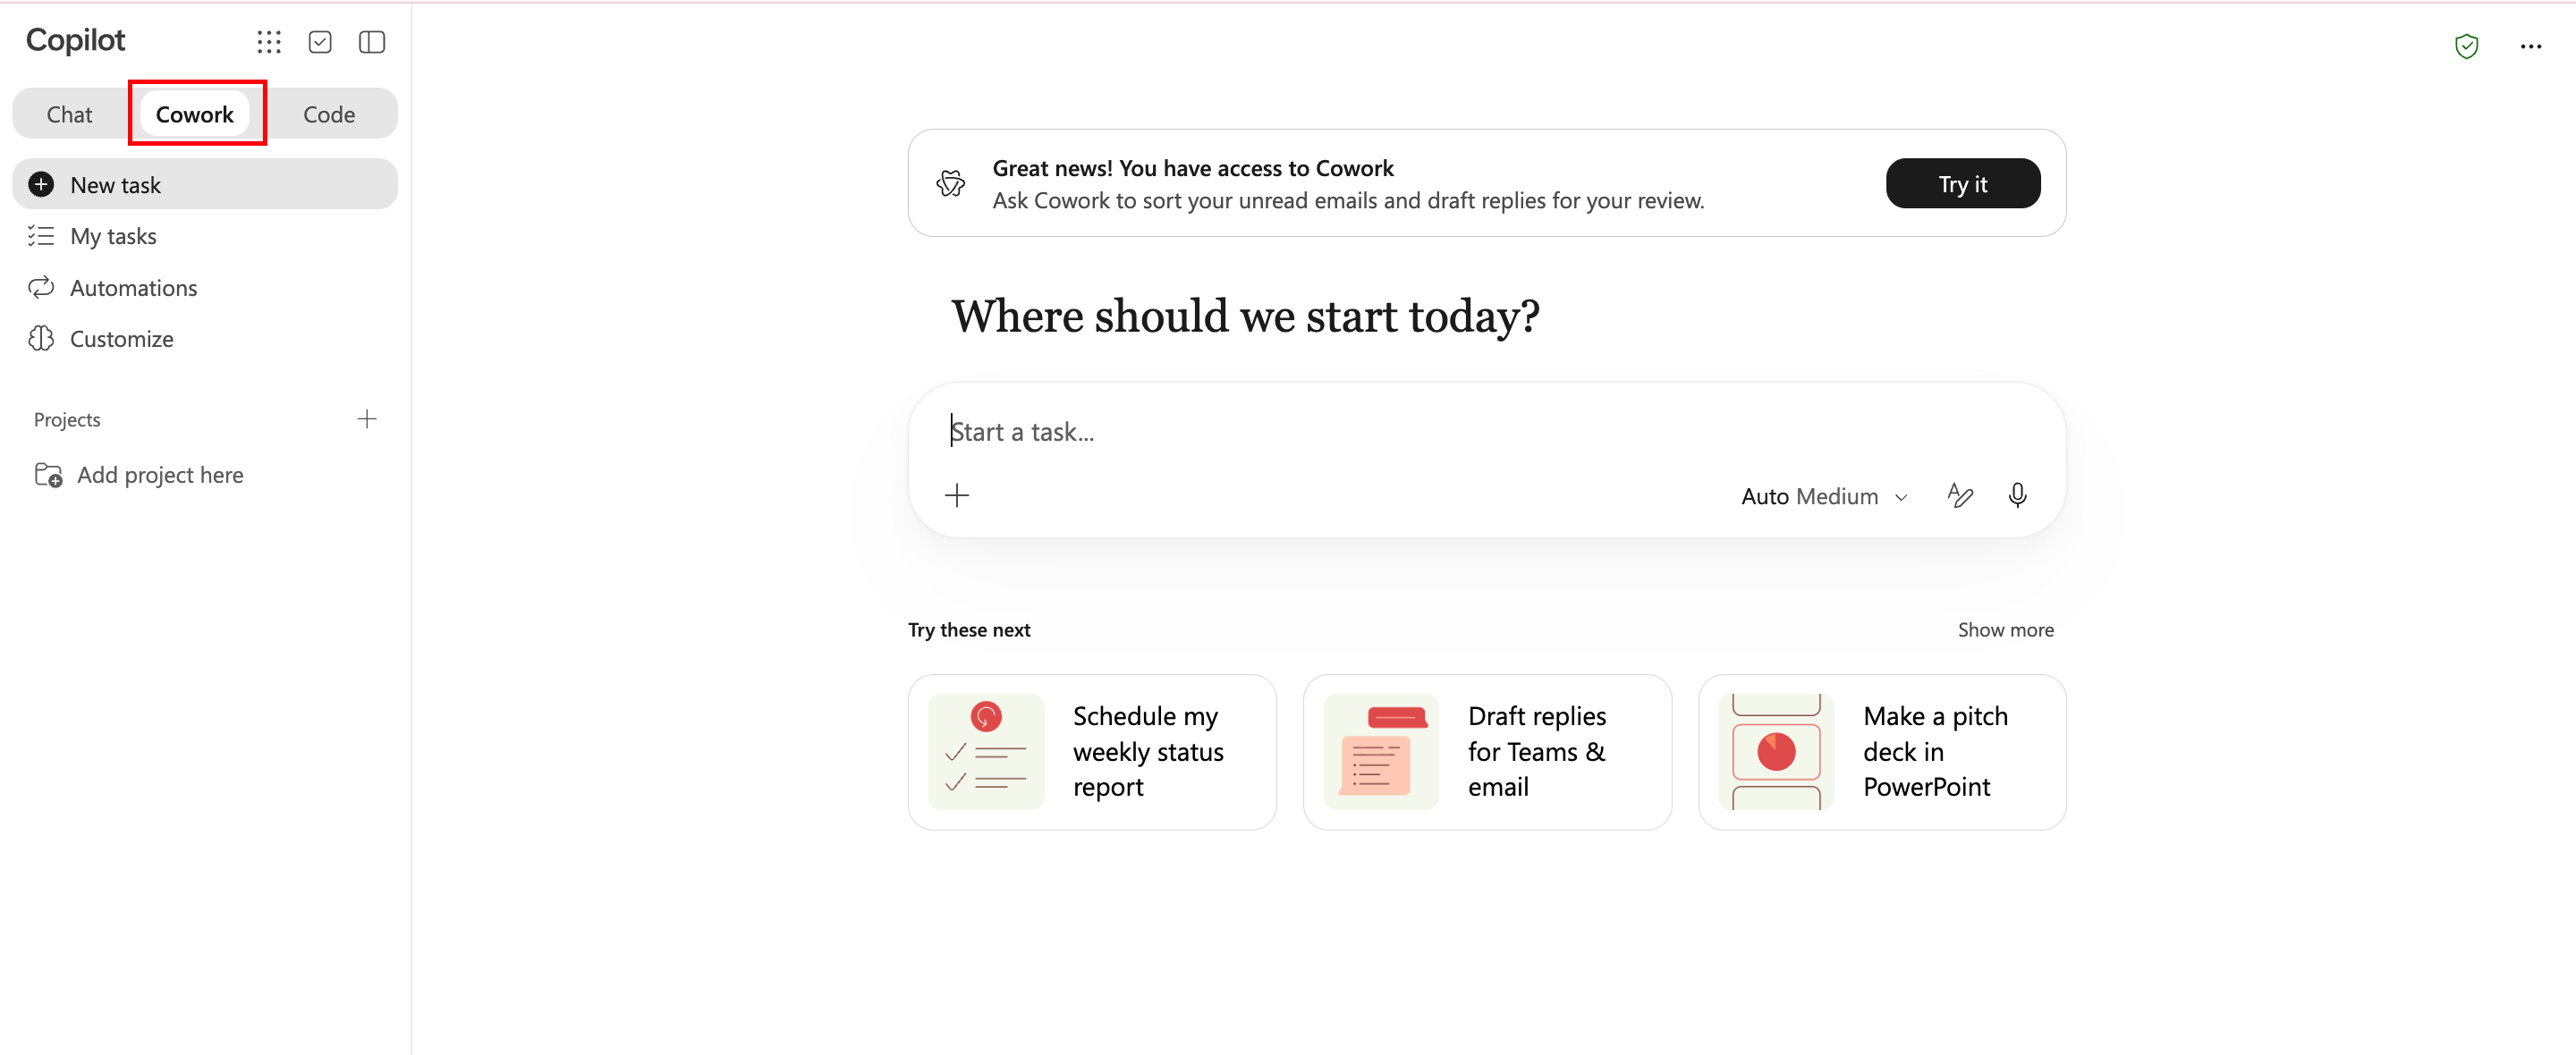 Copilot
Chat
Cowork
Code
New task
My tasks
Automations
Customize
Projects
Add project here
Great news! You have access to Cowork
Ask Cowork to sort your unread emails and draft replies for your review.
Try it
Where should we start today?
Start a task...
Auto Medium
Try these next
Show more
Schedule my
weekly status
report
Draft replies
for Teams &
email
Make a pitch
deck in
PowerPoint